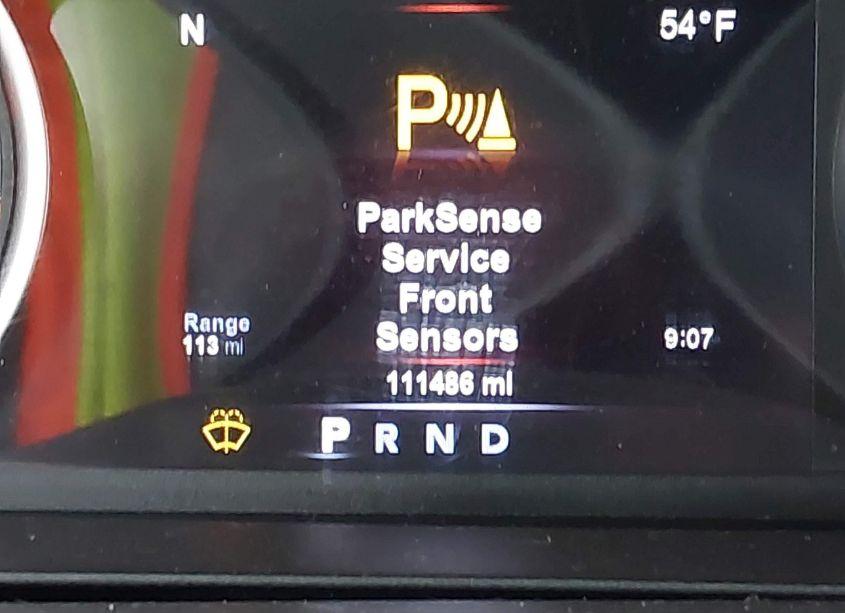 N
54°F
P
ParkSense
Service
Front
Sensors
Range
113 mi
9:07
111486 mi
P R N D